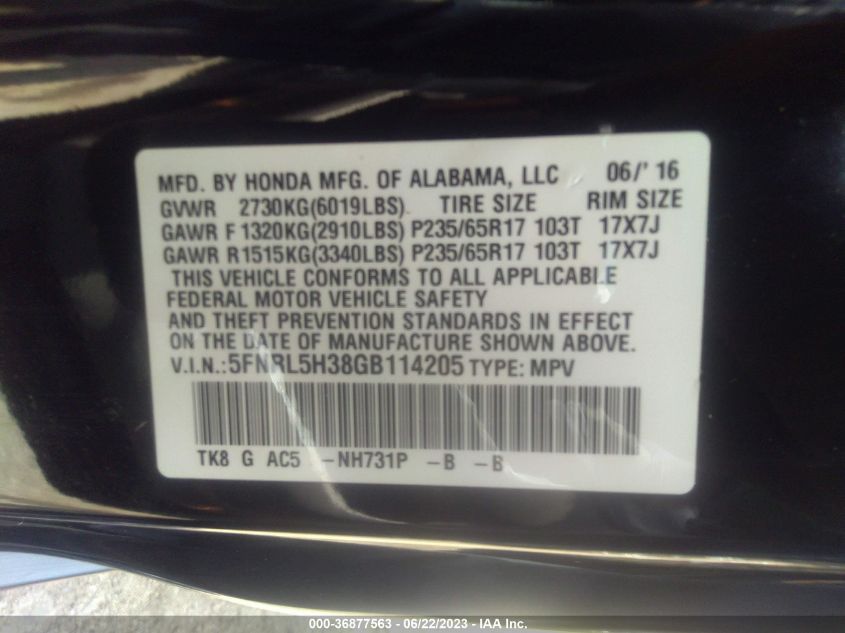 MFD. BY HONDA MFG. OF ALABAMA, LLC 06/' 16
GVWR 2730KG(6019LBS) TIRE SIZE RIM SIZE
GAWR F 1320KG(2910LBS) P235/65R17 103T 17X7J
GAWR R1515KG(3340LBS) P235/65R17 103T 17X7J
THIS VEHICLE CONFORMS TO ALL APPLICABLE
FEDERAL MOTOR VEHICLE SAFETY
AND THEFT PREVENTION STANDARDS IN EFFECT
ON THE DATE OF MANUFACTURE SHOWN ABOVE.
V.I.N.:5FNRL5H38GB114205 TYPE: MPV
TK8 G AC5 -NH731P -B -B
000-36877563 - 06/22/2023 - IAA Inc.